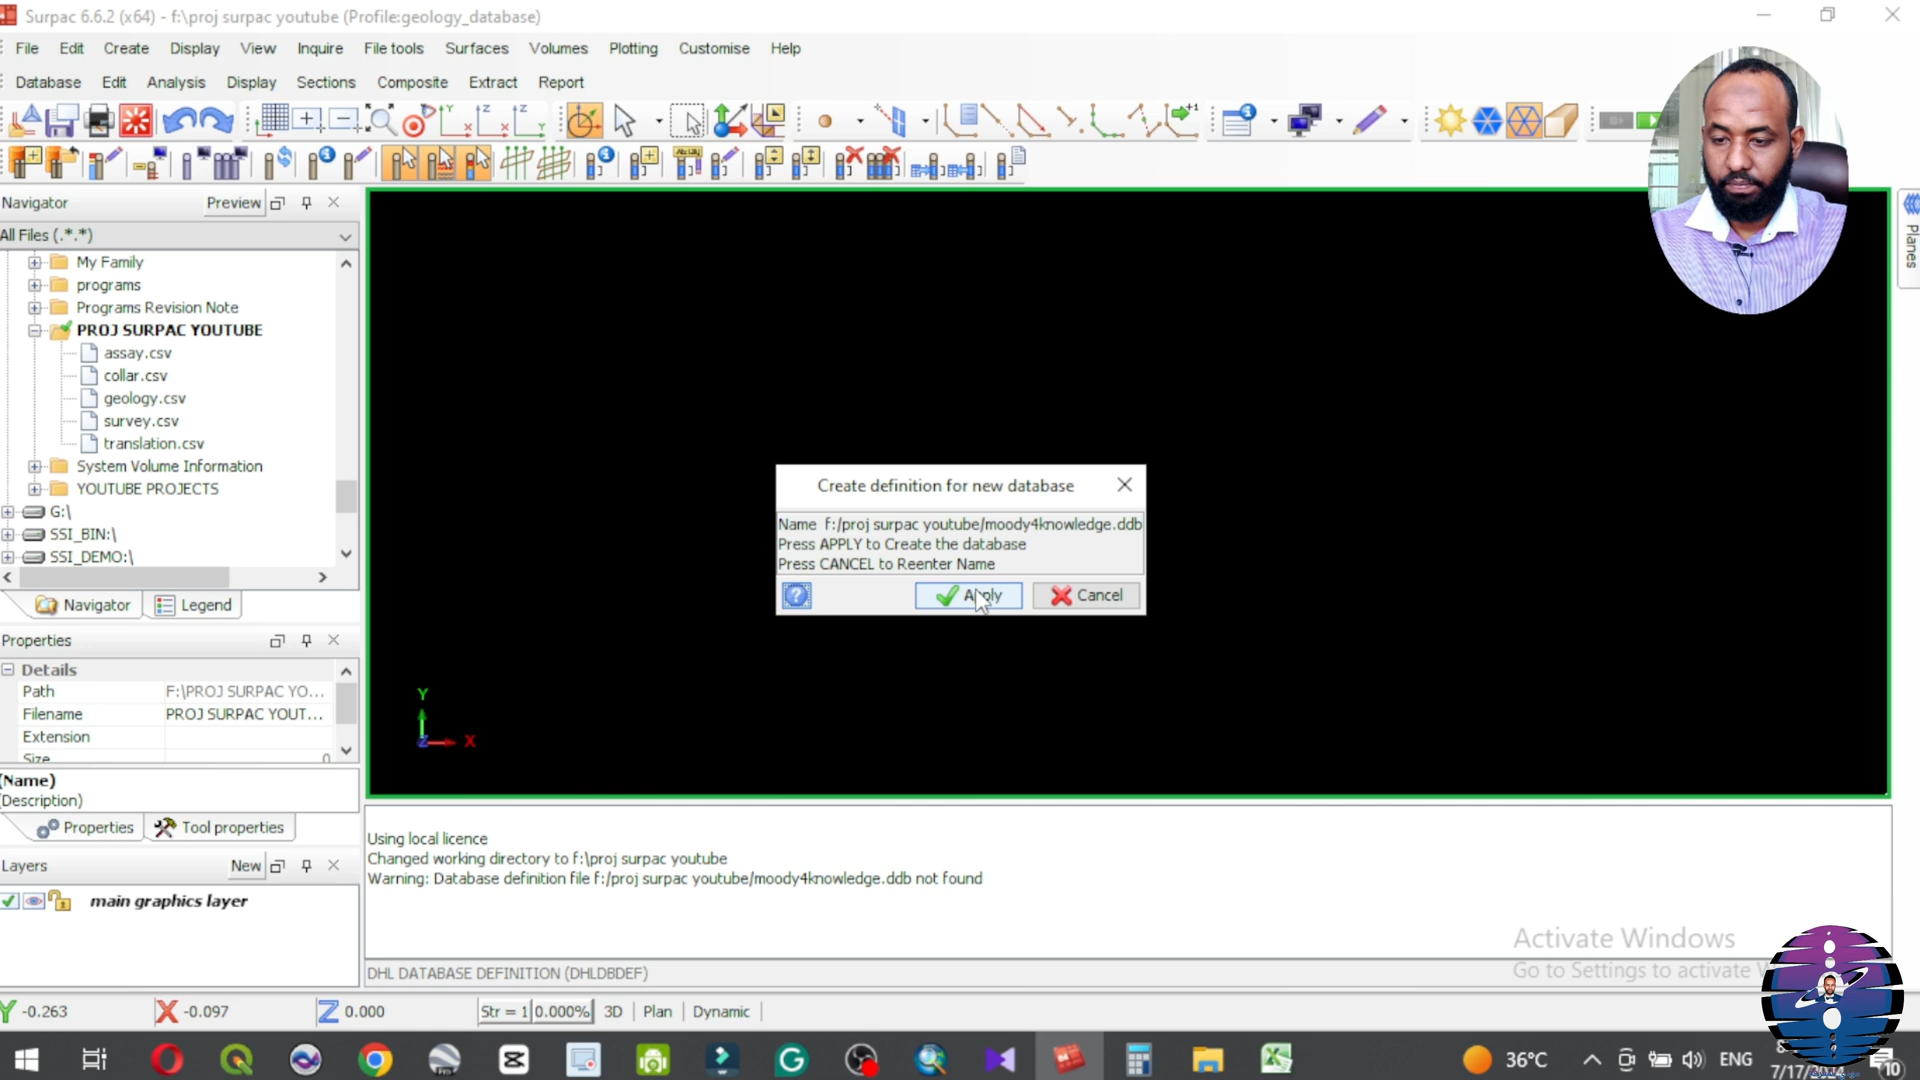 Surpac 6.6.2 (x64) - f:\proj surpac youtube (Profile:geology_database)
File Edit Create Display View Inquire File tools Surfaces Volumes Plotting Customise Help
Database Edit Analysis Display Sections Composite Extract Report
Navigator Preview
All Files (.*.*)
My Family
programs
Programs Revision Note
PROJ SURPAC YOUTUBE
assay.csv
collar.csv
geology.csv
survey.csv
translation.csv
System Volume Information
YOUTUBE PROJECTS
G:\
SSI_BIN:\
SSI_DEMO:\
Navigator Legend
Planes
Create definition for new database
Name f:/proj surpac youtube/moody4knowledge.ddb
Press APPLY to Create the database
Press CANCEL to Reenter Name
Apply Cancel
Properties
Details
Path F:\PROJ SURPAC YO...
Filename PROJ SURPAC YOUT...
Extension
Size 0
(Name)
(Description)
Properties Tool properties
Y
Z X
Layers New
main graphics layer
Using local licence
Changed working directory to f:\proj surpac youtube
Warning: Database definition file f:/proj surpac youtube/moody4knowledge.ddb not found
DHL DATABASE DEFINITION (DHLDBDEF)
Activate Windows
Go to Settings to activate
Y -0.263 X -0.097 Z 0.000 Str = 1 0.000% 3D Plan Dynamic
36°C ENG
10